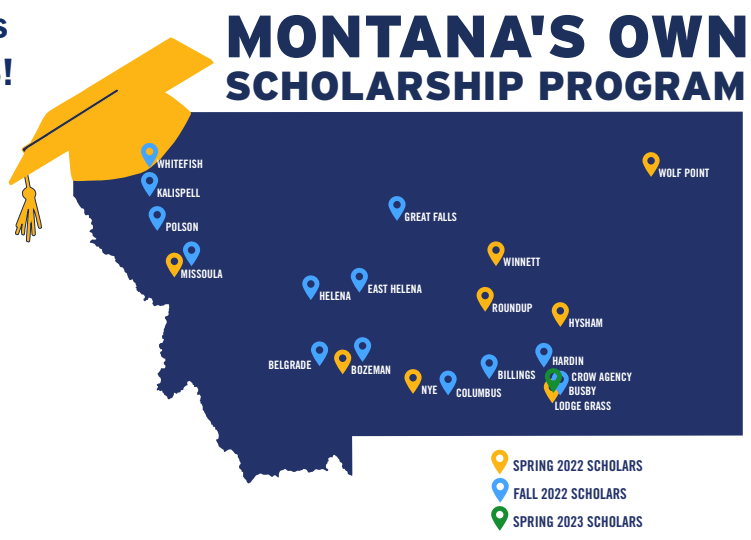 MONTANA'S OWN
SCHOLARSHIP PROGRAM
WHITEFISH
WOLF POINT
KALISPELL
GREAT FALLS
POLSON
WINNETT
MISSOULA
EAST HELENA
HELENA
ROUNDUP
HYSHAM
HARDIN
BELGRADE
BOZEMAN
BILLINGS
CROW AGENCY
NYE
COLUMBUS
BUSBY
LODGE GRASS
SPRING 2022 SCHOLARS
FALL 2022 SCHOLARS
SPRING 2023 SCHOLARS